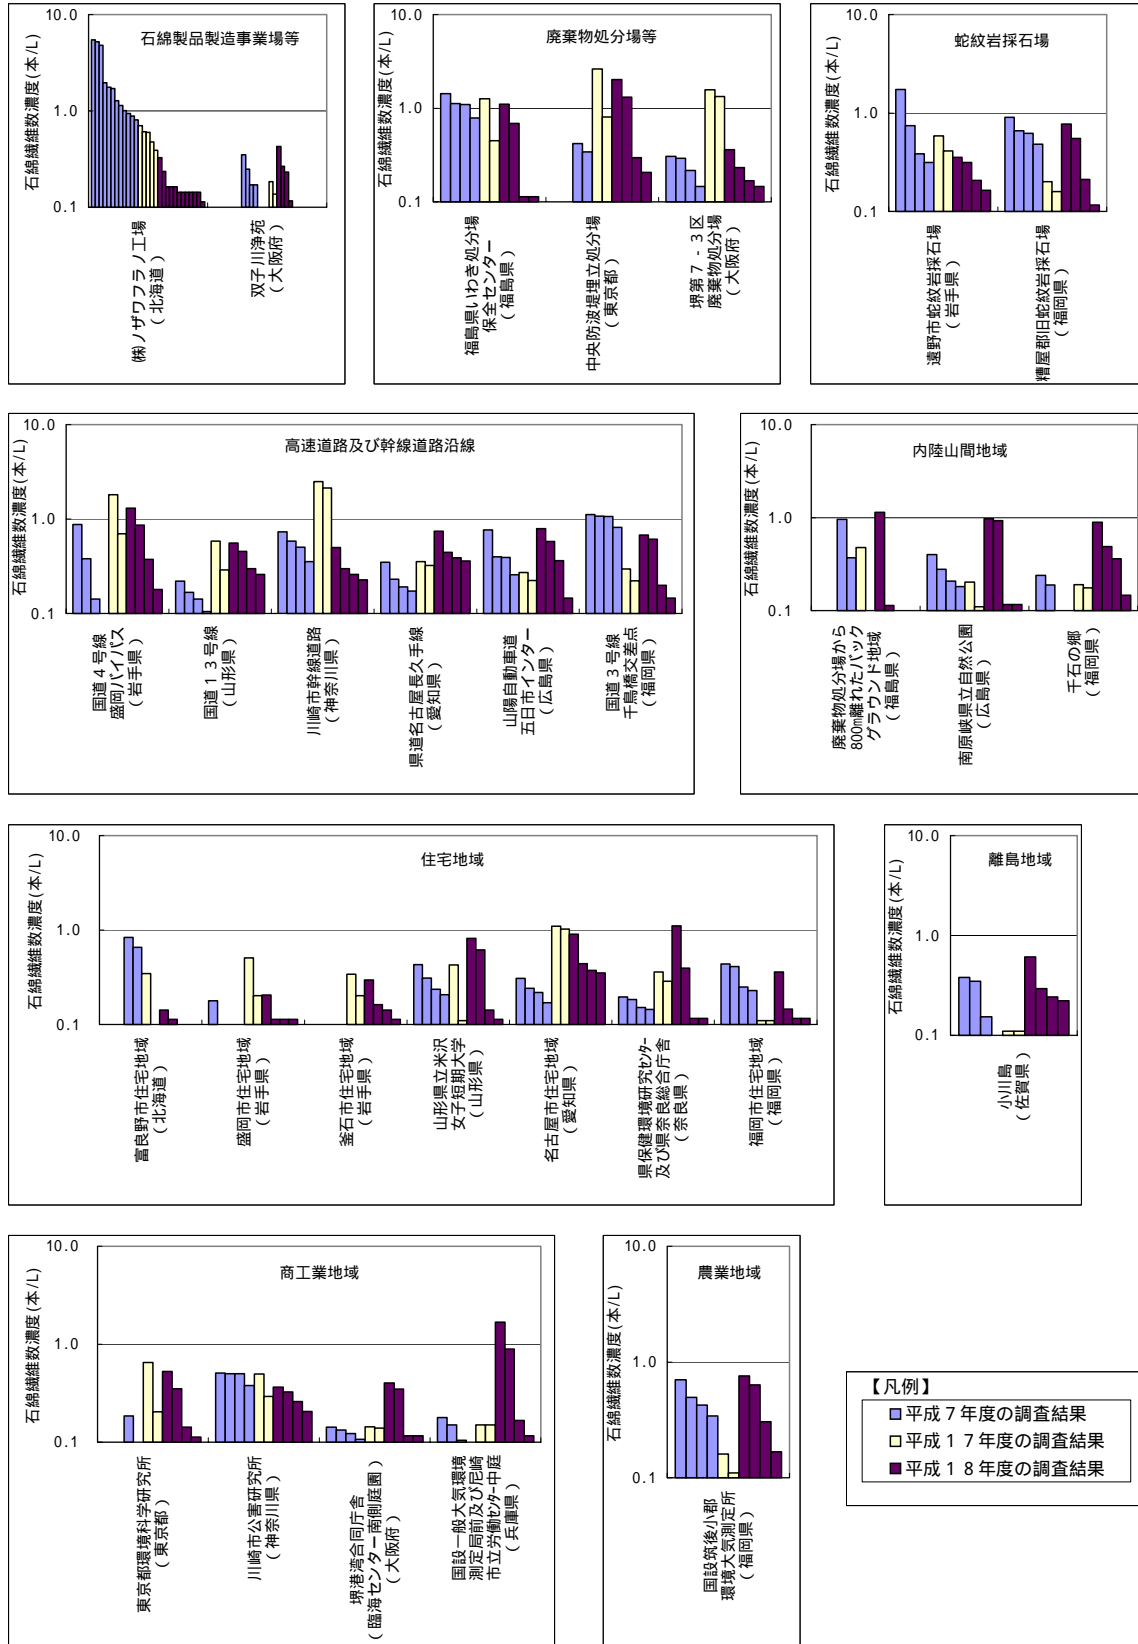 石綿製品製造事業場等
石綿繊維数濃度(本/L)
10.0
1.0
0.1
㈱ノザワフラノ工場
(北海道)
双子川浄苑
(大阪府)
廃棄物処分場等
石綿繊維数濃度(本/L)
10.0
1.0
0.1
福島県いわき処分場
保全センター
(福島県)
中央防波堤埋立処分場
(東京都)
堺第7-3区
廃棄物処分場
(大阪府)
蛇紋岩採石場
石綿繊維数濃度(本/L)
10.0
1.0
0.1
遠野市蛇紋岩採石場
(岩手県)
糟屋郡旧蛇紋岩採石場
(福岡県)
高速道路及び幹線道路沿線
石綿繊維数濃度(本/L)
10.0
1.0
0.1
国道4号線
盛岡バイパス
(岩手県)
国道13号線
(山形県)
川崎市幹線道路
(神奈川県)
県道名古屋長久手線
(愛知県)
山陽自動車道
五日市インター
(広島県)
国道3号線
千鳥橋交差点
(福岡県)
内陸山間地域
石綿繊維数濃度(本/L)
10.0
1.0
0.1
廃棄物処分場から
800m離れたバック
グラウンド地域
(福島県)
南原峡県立自然公園
(広島県)
千石の郷
(福岡県)
住宅地域
石綿繊維数濃度(本/L)
10.0
1.0
0.1
富良野市住宅地域
(北海道)
盛岡市住宅地域
(岩手県)
釜石市住宅地域
(岩手県)
山形県立米沢
女子短期大学
(山形県)
名古屋市住宅地域
(愛知県)
県保健環境研究センター
及び県奈良総合庁舎
(奈良県)
福岡市住宅地域
(福岡県)
離島地域
石綿繊維数濃度(本/L)
10.0
1.0
0.1
小川島
(佐賀県)
商工業地域
石綿繊維数濃度(本/L)
10.0
1.0
0.1
東京都環境科学研究所
(東京都)
川崎市公害研究所
(神奈川県)
堺港湾合同庁舎
(臨海センター南側庭園)
(大阪府)
国設一般大気環境
測定局前及び尼崎
市立労働センター中庭
(兵庫県)
農業地域
石綿繊維数濃度(本/L)
10.0
1.0
0.1
国設筑後小郡
環境大気測定所
(福岡県)
【凡例】
平成7年度の調査結果
平成17年度の調査結果
平成18年度の調査結果